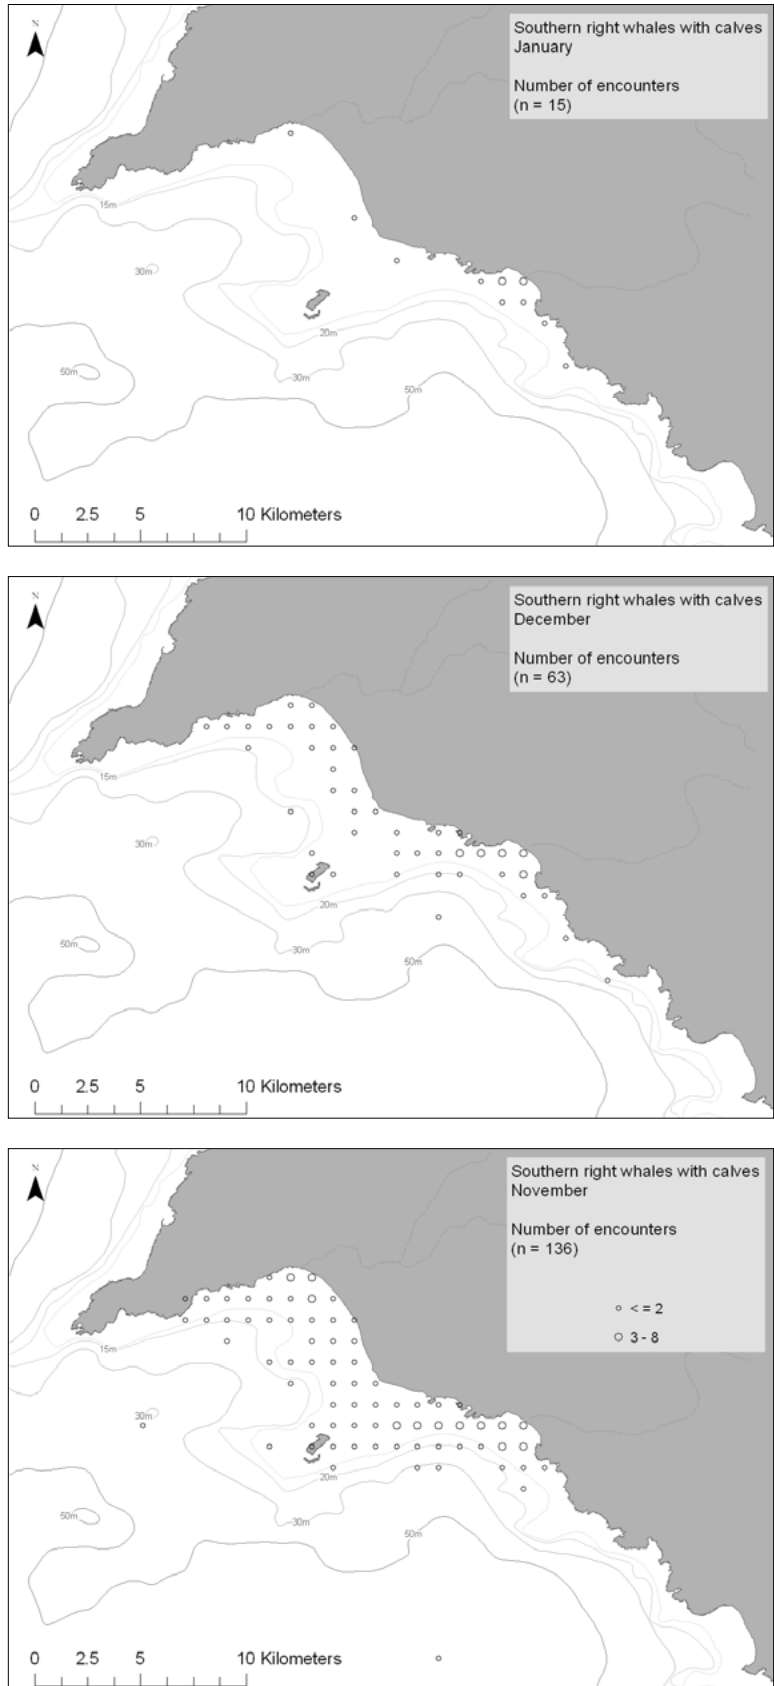 N
Southern right whales with calves
January
Number of encounters
(n = 15)
15m
30m
20m
50m
30m
50m
0 2.5 5 10 Kilometers
N
Southern right whales with calves
December
Number of encounters
(n = 63)
15m
30m
20m
50m
30m
50m
0 2.5 5 10 Kilometers
N
Southern right whales with calves
November
Number of encounters
(n = 136)
< = 2
3 - 8
15m
30m
20m
50m
30m
50m
0 2.5 5 10 Kilometers